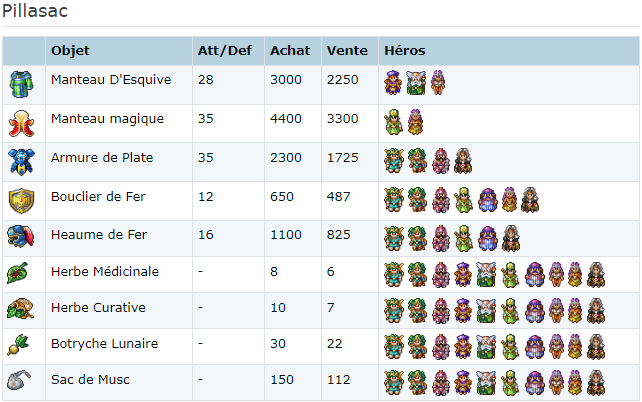 Pillasac
Objet Att/Def Achat Vente Héros
Manteau D'Esquive 28 3000 2250
Manteau magique 35 4400 3300
Armure de Plate 35 2300 1725
Bouclier de Fer 12 650 487
Heaume de Fer 16 1100 825
Herbe Médicinale - 8 6
Herbe Curative - 10 7
Botryche Lunaire - 30 22
Sac de Musc - 150 112